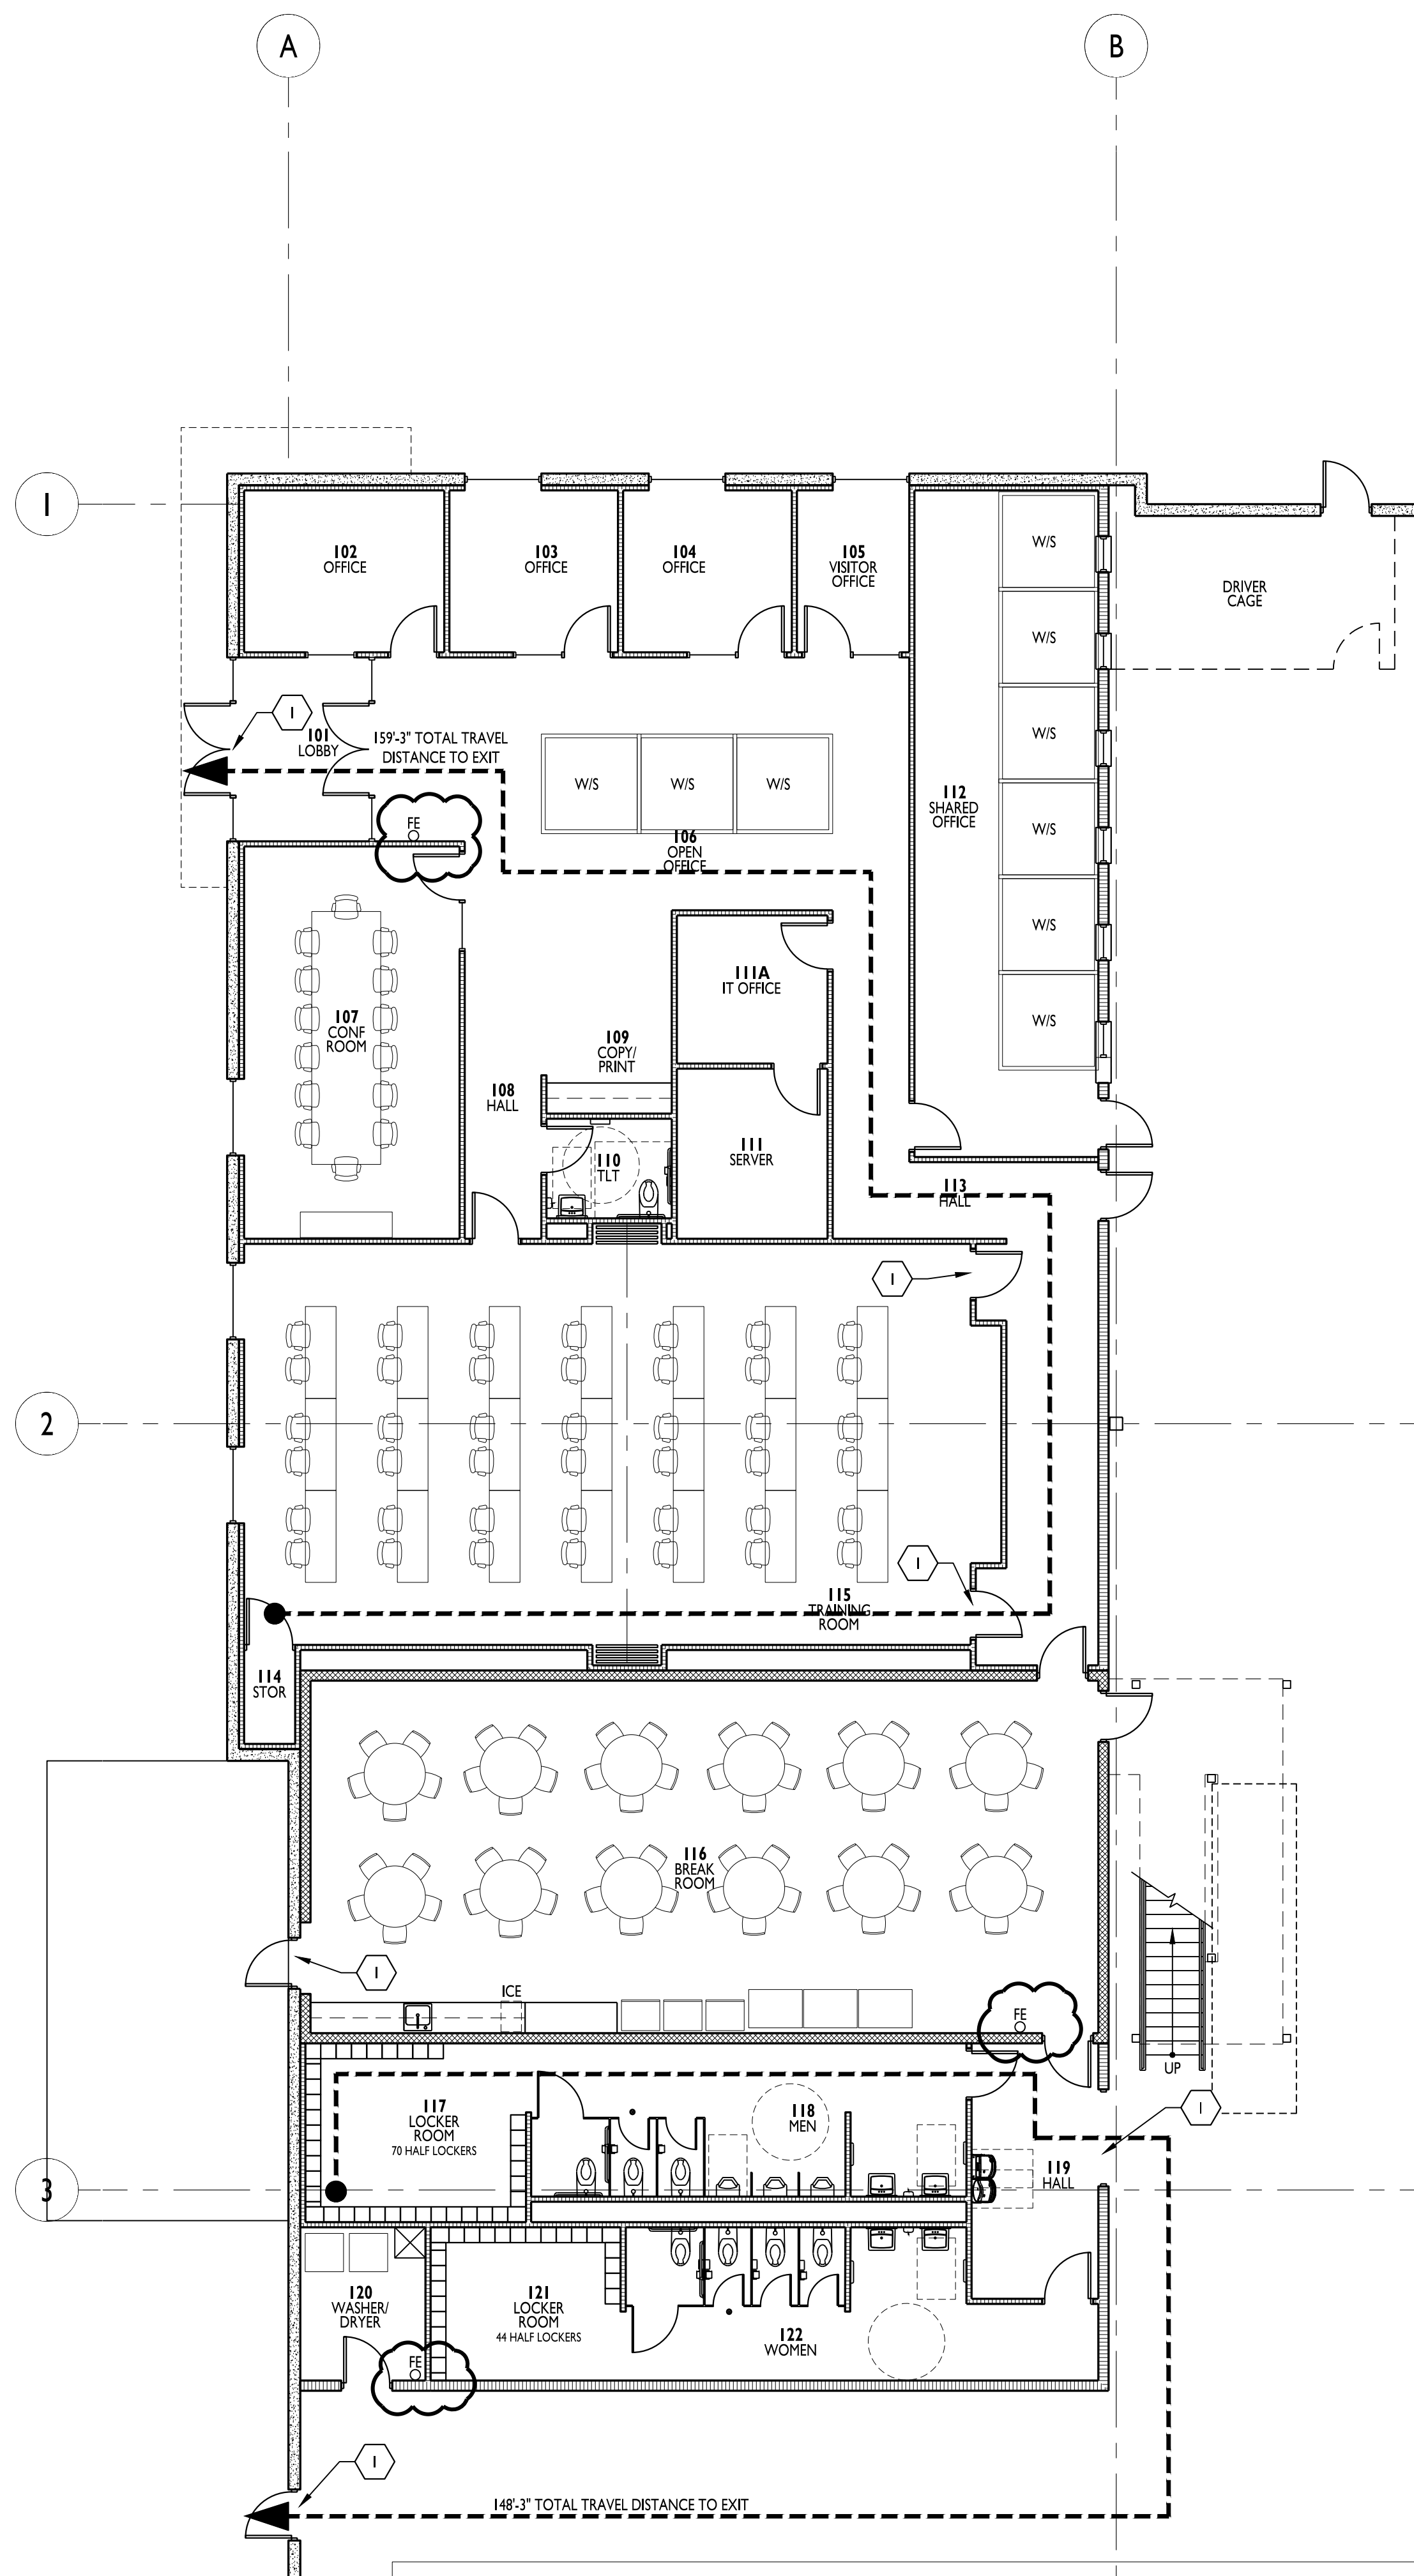 A
B
1
102
OFFICE
103
OFFICE
104
OFFICE
105
VISITOR
OFFICE
W/S
DRIVER
CAGE
W/S
1
101
LOBBY
159'-3" TOTAL TRAVEL
DISTANCE TO EXIT
W/S
W/S
W/S
W/S
112
SHARED
OFFICE
FE
W/S
106
OPEN
OFFICE
W/S
111A
IT OFFICE
107
CONF
ROOM
W/S
109
COPY/
PRINT
108
HALL
110
TLT
111
SERVER
113
HALL
1
2
1
115
TRAINING
ROOM
114
STOR
116
BREAK
ROOM
1
ICE
FE
UP
117
LOCKER
ROOM
70 HALF LOCKERS
118
MEN
1
119
HALL
3
120
WASHER/
DRYER
121
LOCKER
ROOM
44 HALF LOCKERS
122
WOMEN
FE
1
148'-3" TOTAL TRAVEL DISTANCE TO EXIT